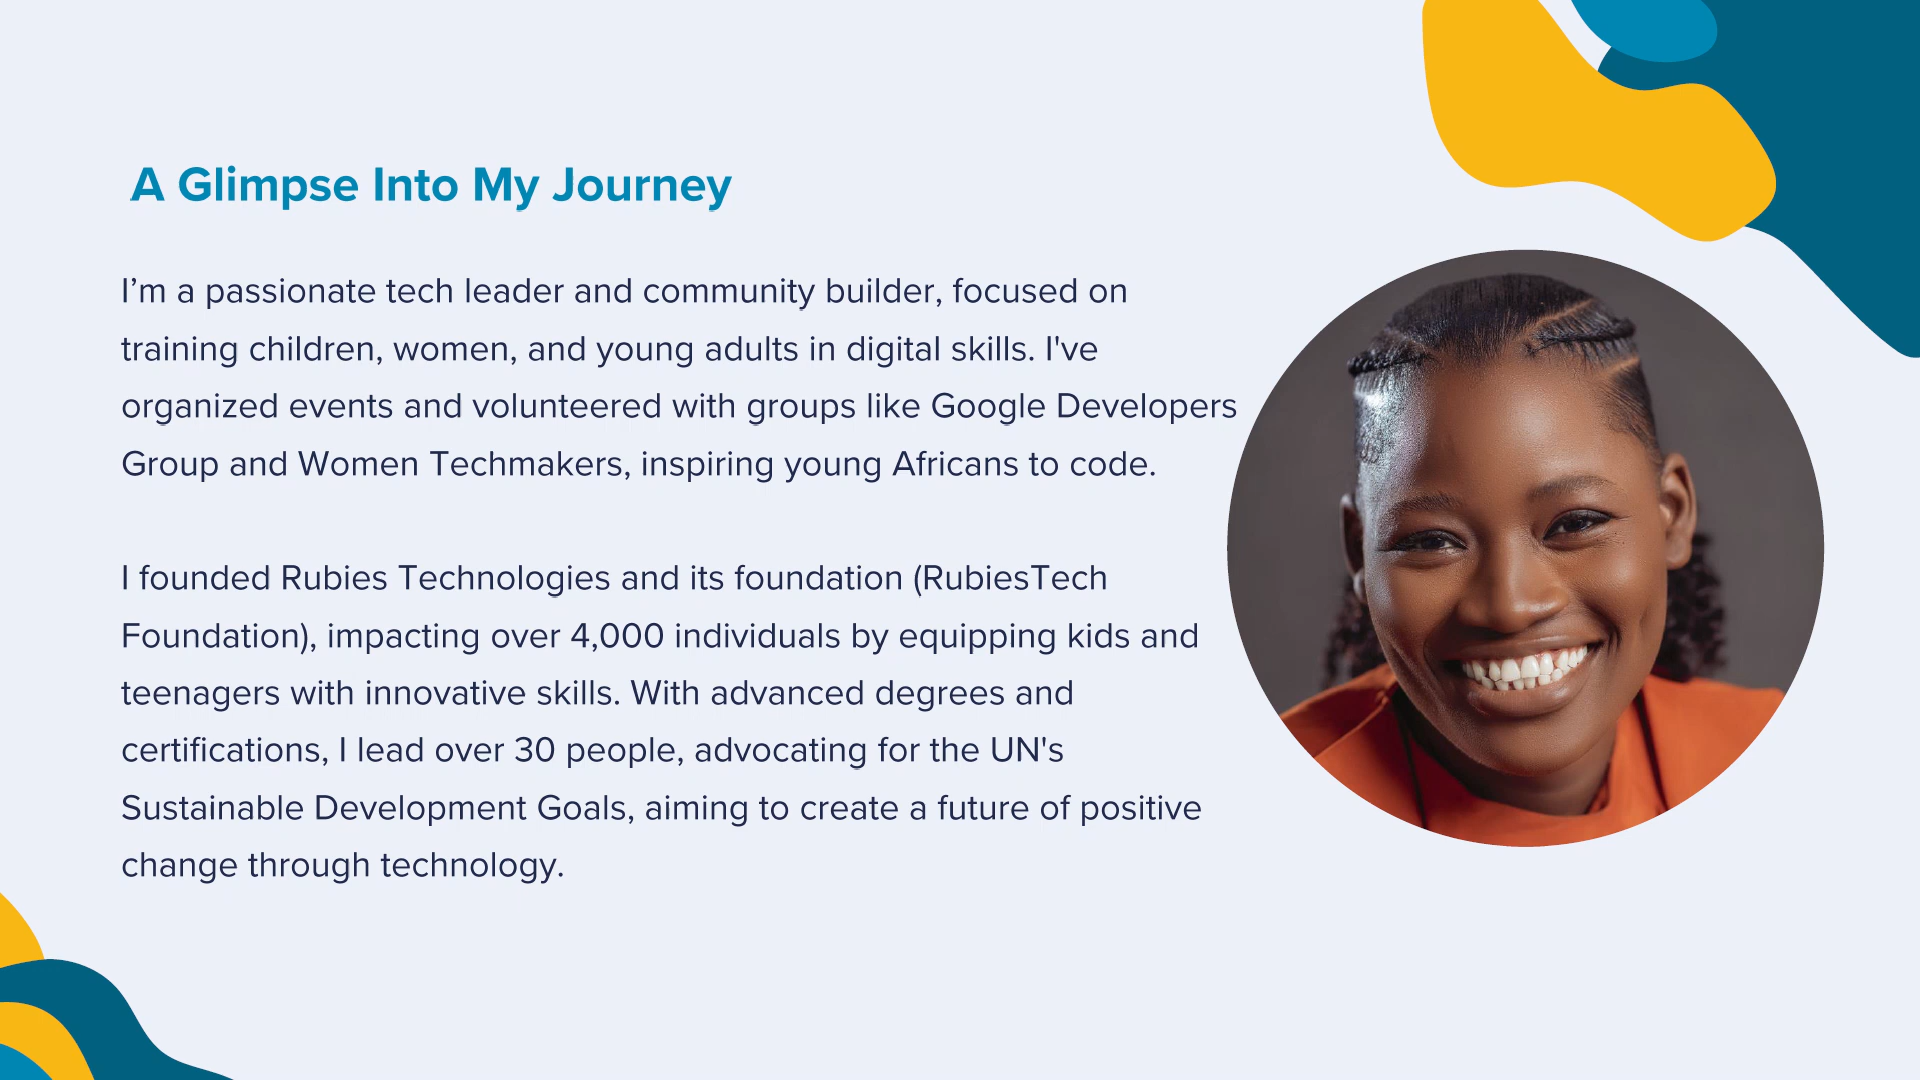 A Glimpse Into My Journey
I’m a passionate tech leader and community builder, focused on
training children, women, and young adults in digital skills. I've
organized events and volunteered with groups like Google Developers
Group and Women Techmakers, inspiring young Africans to code.
I founded Rubies Technologies and its foundation (RubiesTech
Foundation), impacting over 4,000 individuals by equipping kids and
teenagers with innovative skills. With advanced degrees and
certifications, I lead over 30 people, advocating for the UN's
Sustainable Development Goals, aiming to create a future of positive
change through technology.